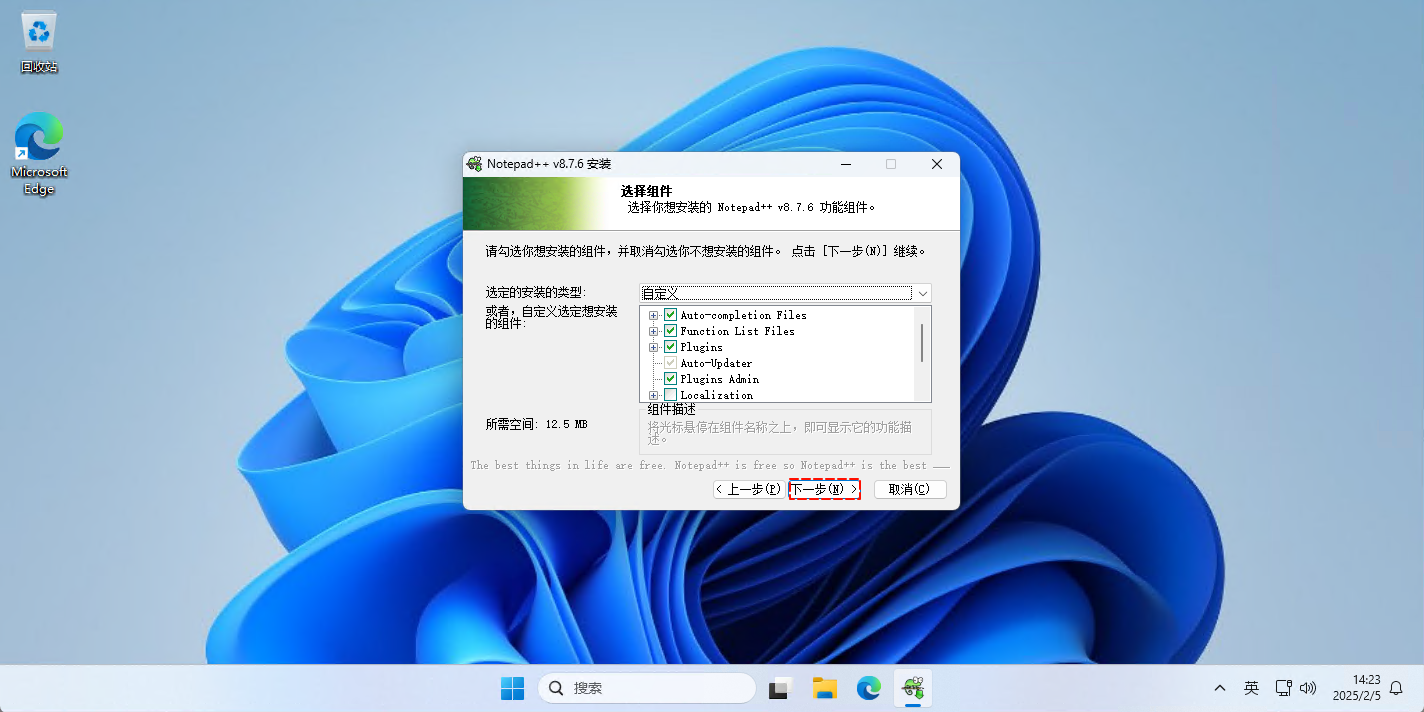 回收站
Microsoft
Edge
Notepad++ v8.7.6 安装
选择组件
选择你想安装的 Notepad++ v8.7.6 功能组件。
请勾选你想安装的组件，并取消勾选你不想安装的组件。 点击 [下一步(N)] 继续。
选定的安装的类型:
自定义
或者，自定义选定想安装
的组件:
Auto-completion Files
Function List Files
Plugins
Auto-Updater
Plugins Admin
Localization
组件描述
将光标悬停在组件名称之上，即可显示它的功能描
述。
所需空间: 12.5 MB
The best things in life are free. Notepad++ is free so Notepad++ is the best
< 上一步(P)
下一步(N) >
取消(C)
搜索
英
14:23
2025/2/5